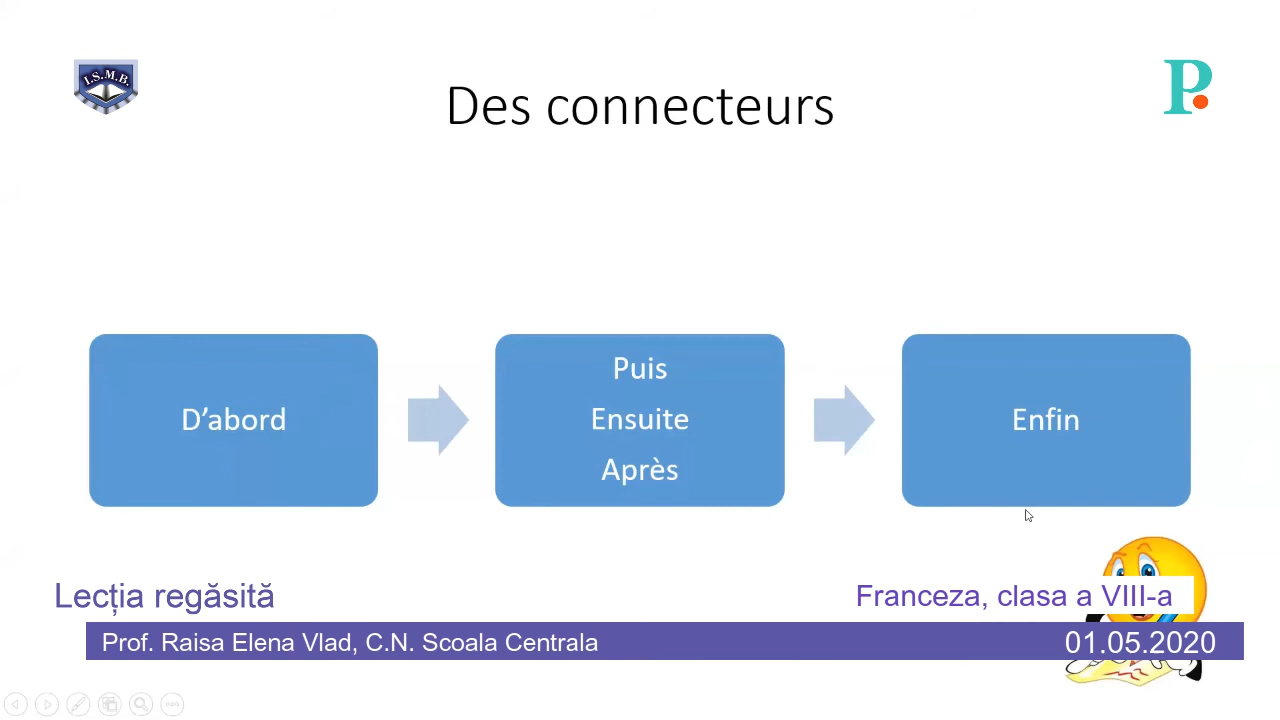 I.S.M.B.
P.
Des connecteurs
D’abord
Puis
Ensuite
Après
Enfin
Lecția regăsită
Franceza, clasa a VIII-a
Prof. Raisa Elena Vlad, C.N. Scoala Centrala
01.05.2020